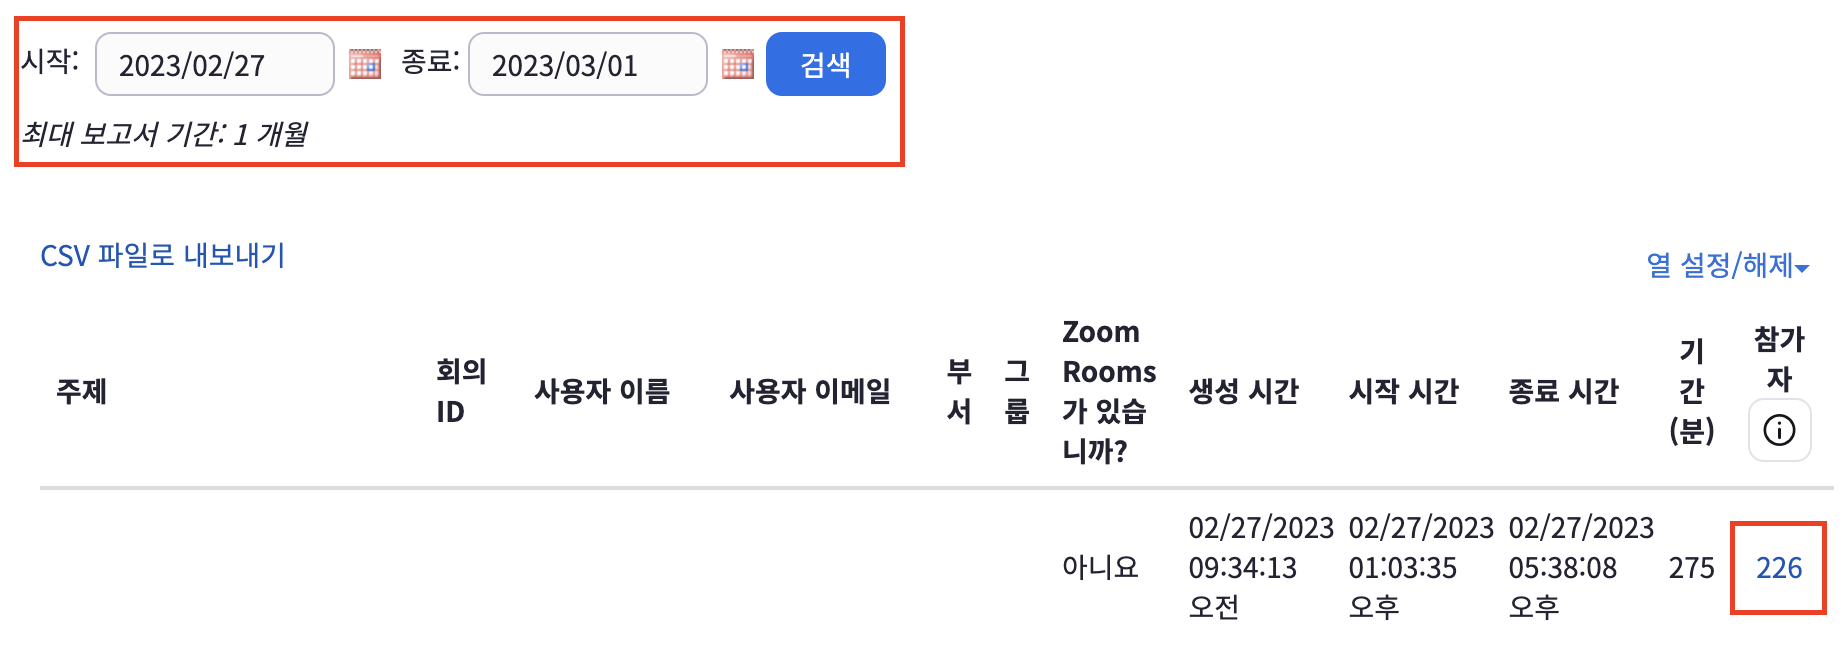 시작: 2023/02/27 종료: 2023/03/01 검색
최대 보고서 기간: 1 개월
CSV 파일로 내보내기
열 설정/해제
주제
회의
ID
사용자 이름
사용자 이메일
부
서
그
룹
Zoom
Rooms
가 있습
니까?
생성 시간
시작 시간
종료 시간
기
간
(분)
참가
자
아니요
02/27/2023
09:34:13
오전
02/27/2023
01:03:35
오후
02/27/2023
05:38:08
오후
275
226